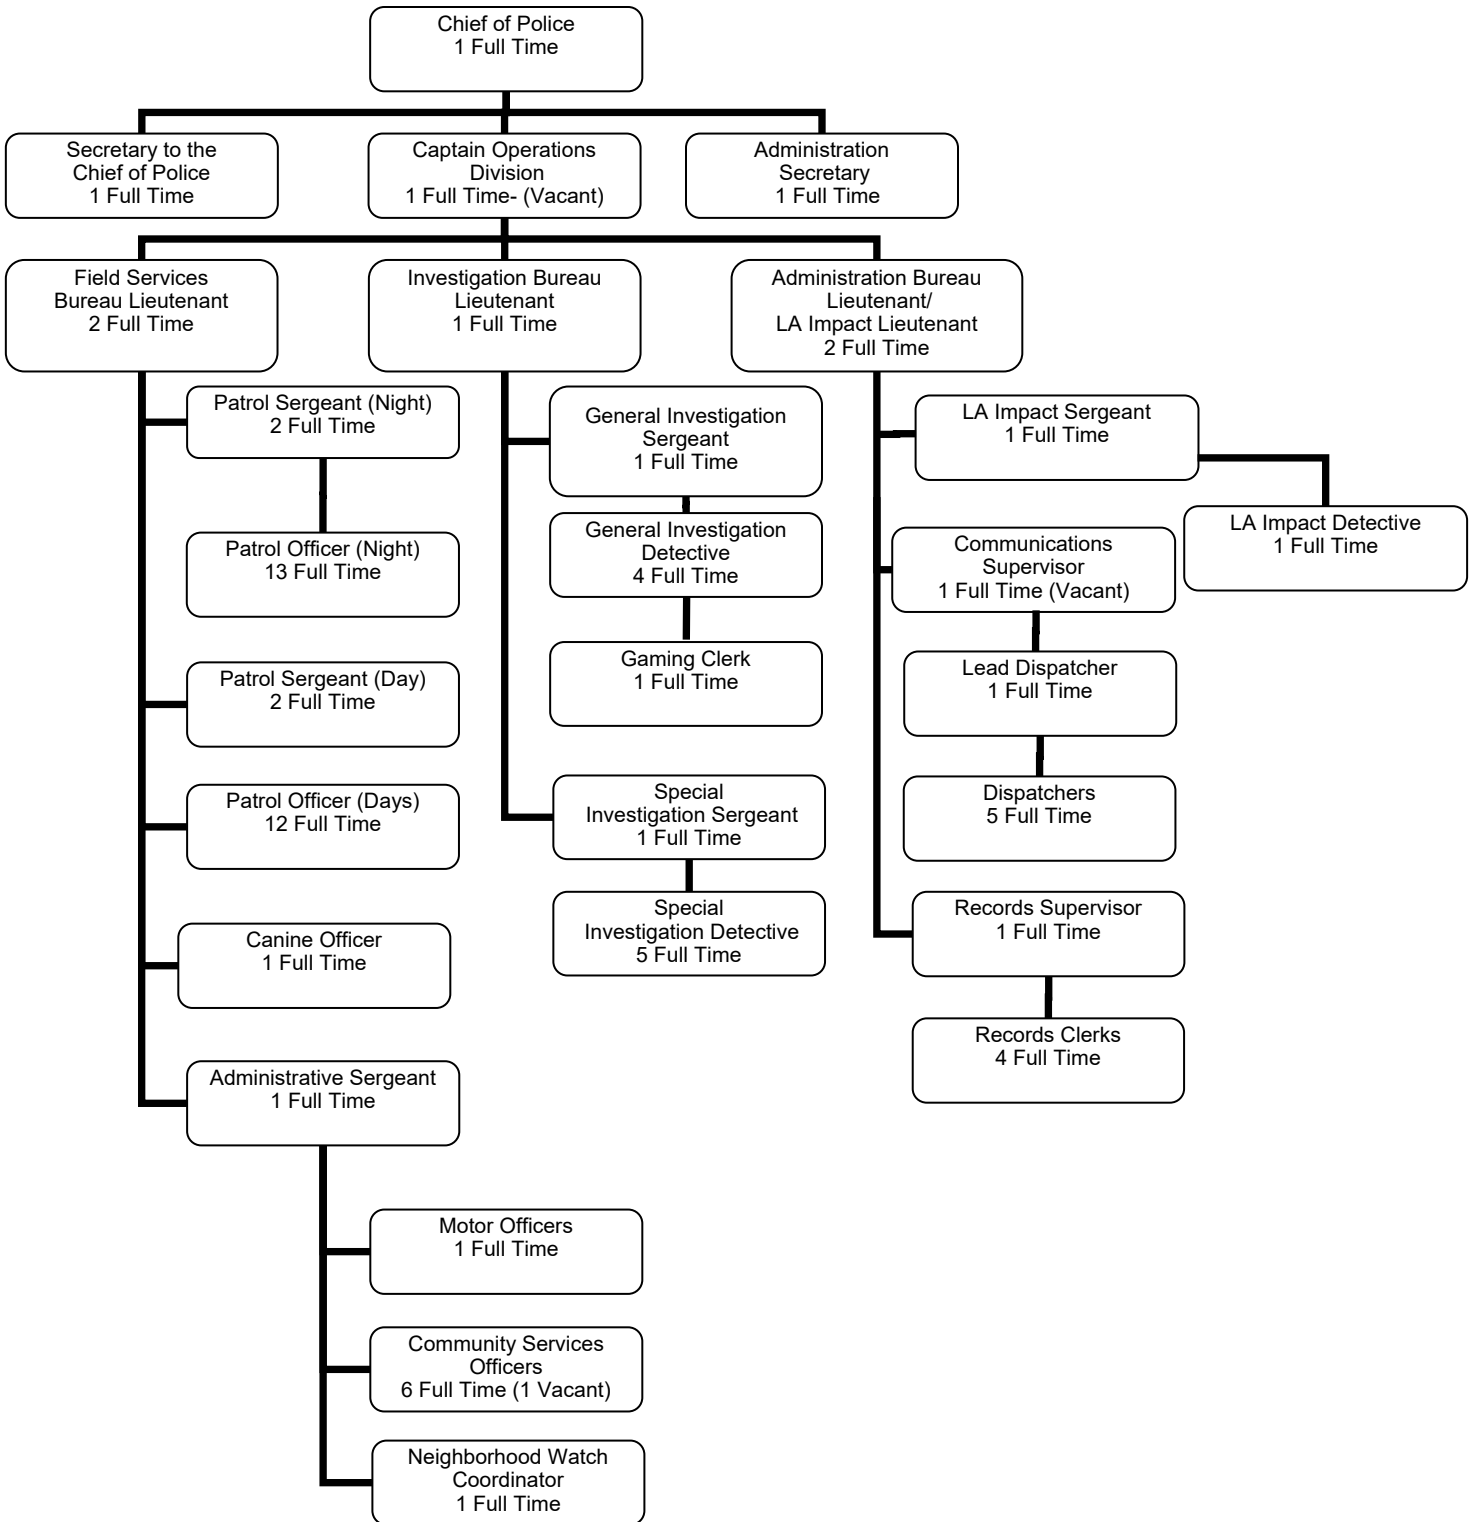 Chief of Police
1 Full Time
Secretary to the
Chief of Police
1 Full Time
Captain Operations
Division
1 Full Time- (Vacant)
Administration
Secretary
1 Full Time
Field Services
Bureau Lieutenant
2 Full Time
Investigation Bureau
Lieutenant
1 Full Time
Administration Bureau
Lieutenant/
LA Impact Lieutenant
2 Full Time
Patrol Sergeant (Night)
2 Full Time
Patrol Officer (Night)
13 Full Time
Patrol Sergeant (Day)
2 Full Time
Patrol Officer (Days)
12 Full Time
Canine Officer
1 Full Time
Administrative Sergeant
1 Full Time
Motor Officers
1 Full Time
Community Services
Officers
6 Full Time (1 Vacant)
Neighborhood Watch
Coordinator
1 Full Time
General Investigation
Sergeant
1 Full Time
General Investigation
Detective
4 Full Time
Gaming Clerk
1 Full Time
Special
Investigation Sergeant
1 Full Time
Special
Investigation Detective
5 Full Time
LA Impact Sergeant
1 Full Time
LA Impact Detective
1 Full Time
Communications
Supervisor
1 Full Time (Vacant)
Lead Dispatcher
1 Full Time
Dispatchers
5 Full Time
Records Supervisor
1 Full Time
Records Clerks
4 Full Time